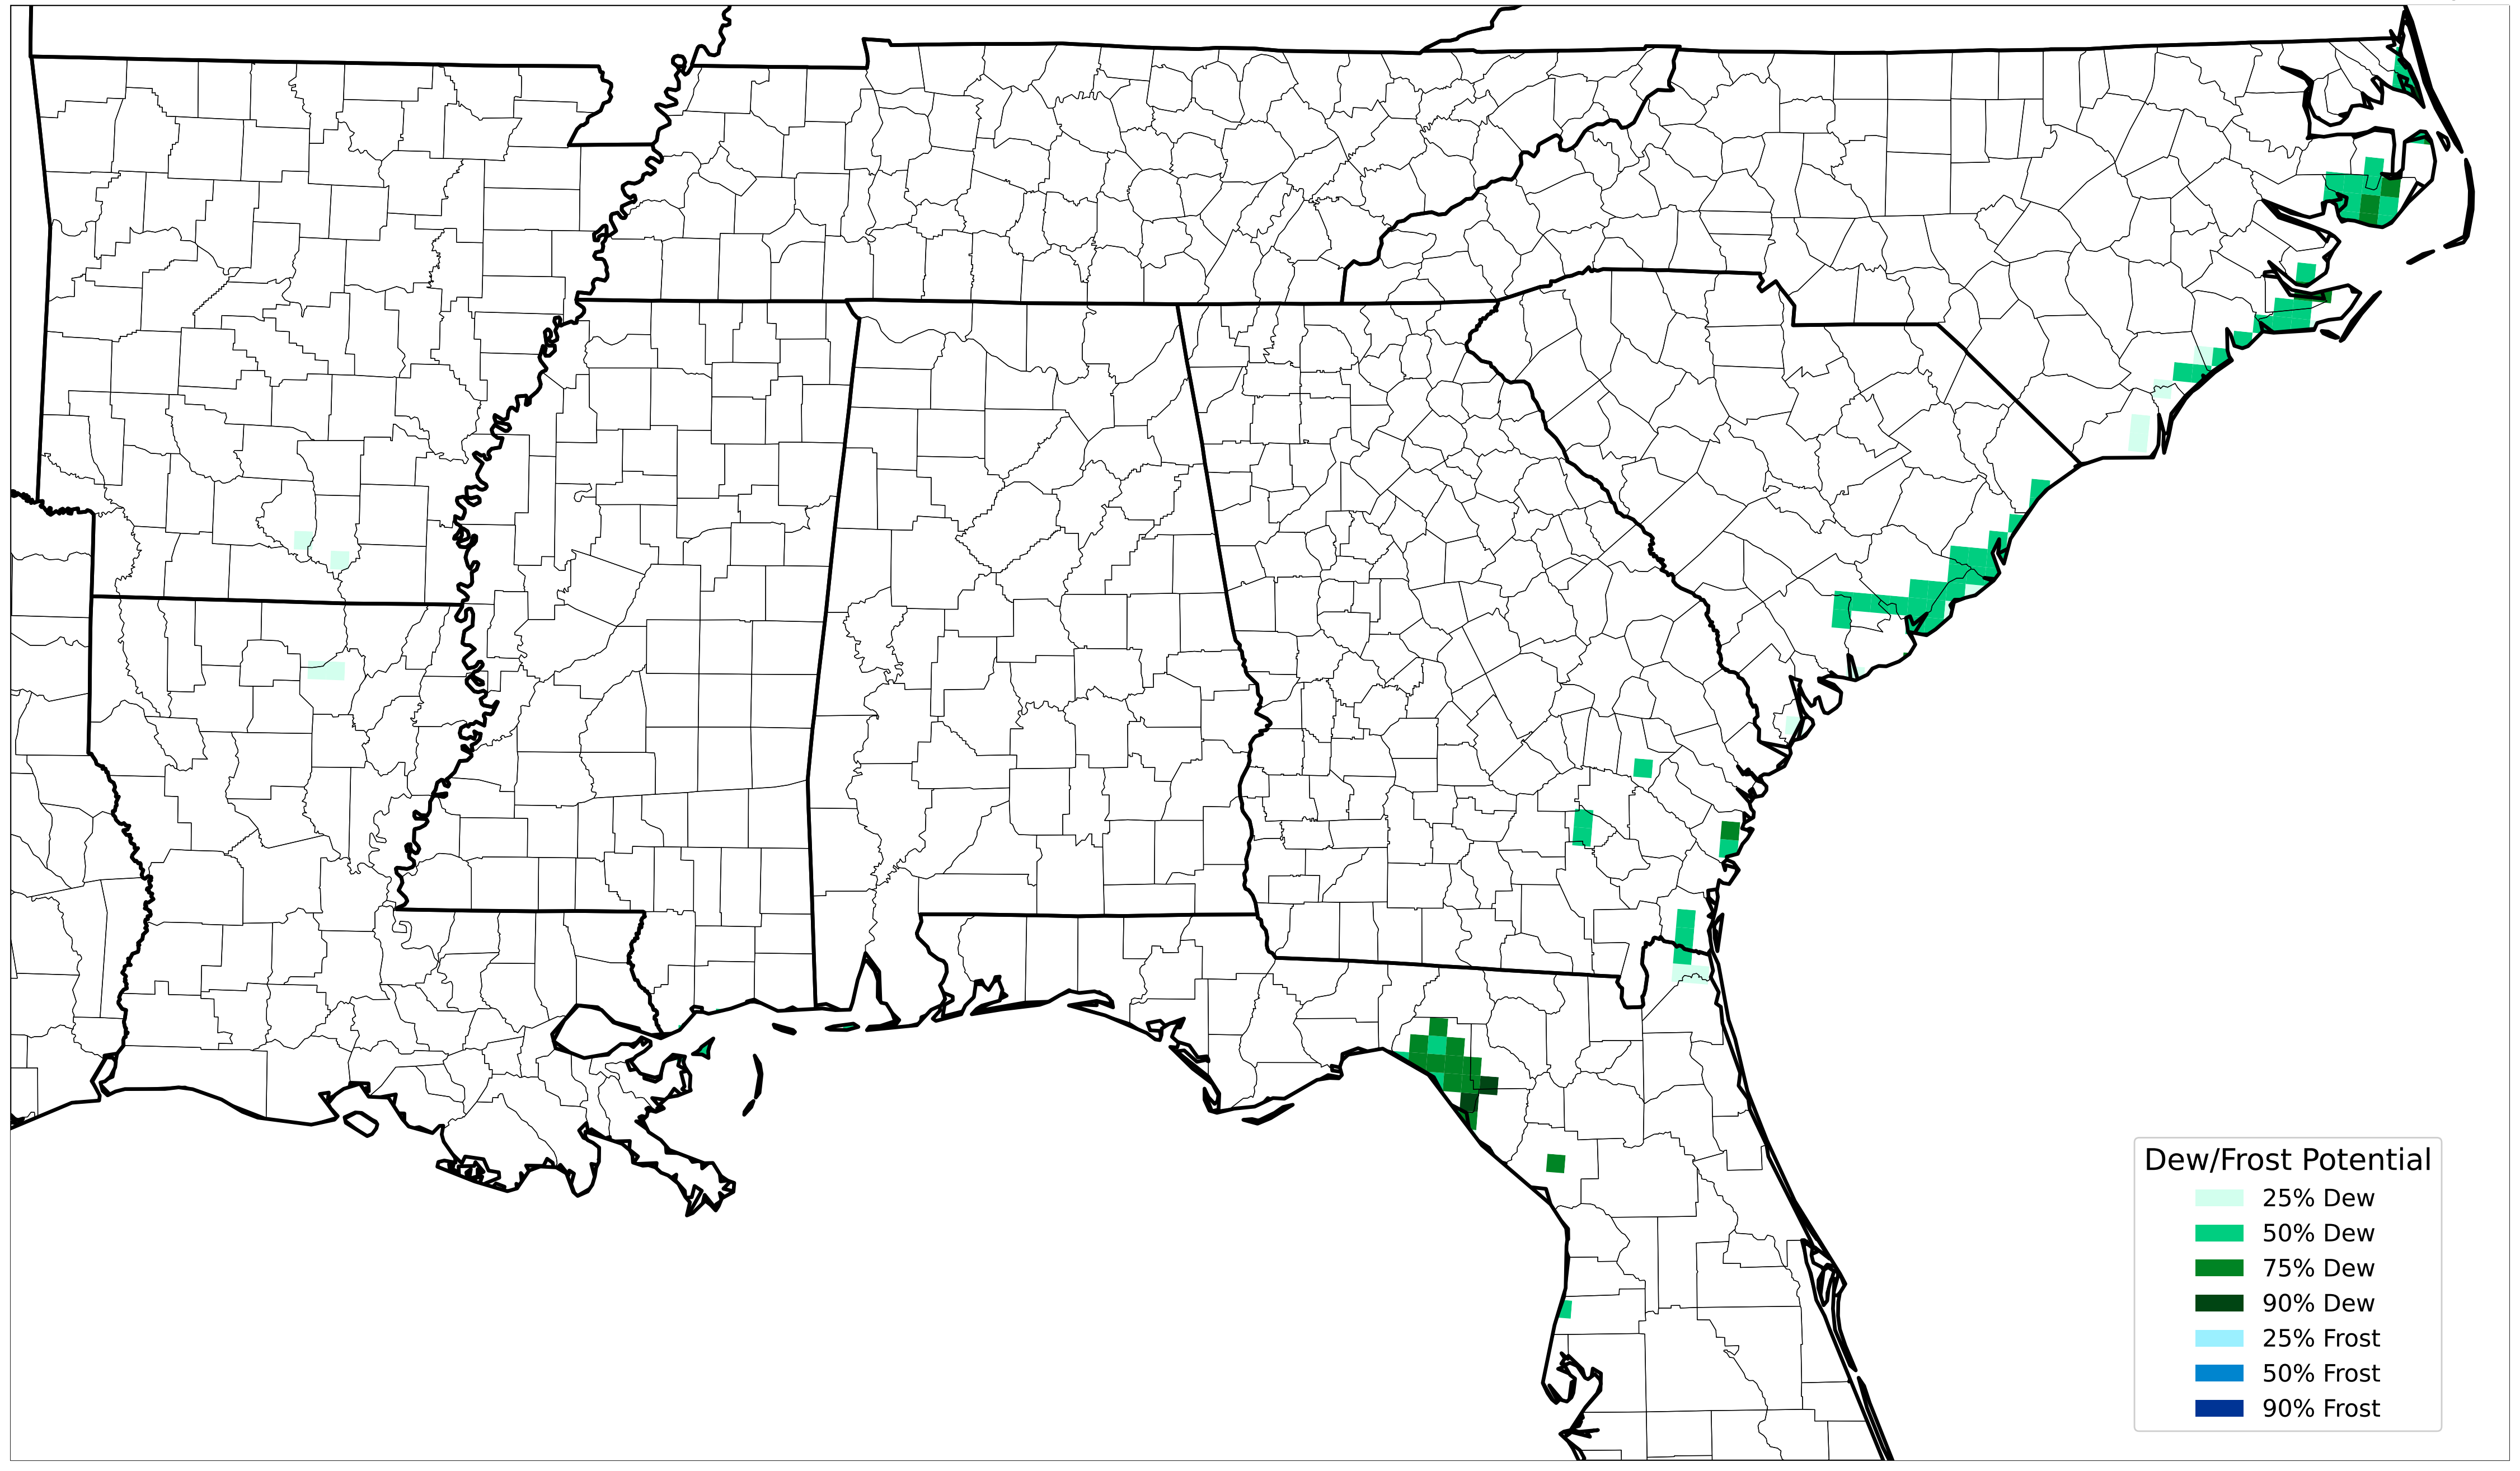 Dew/Frost Potential
25% Dew
50% Dew
75% Dew
90% Dew
25% Frost
50% Frost
90% Frost